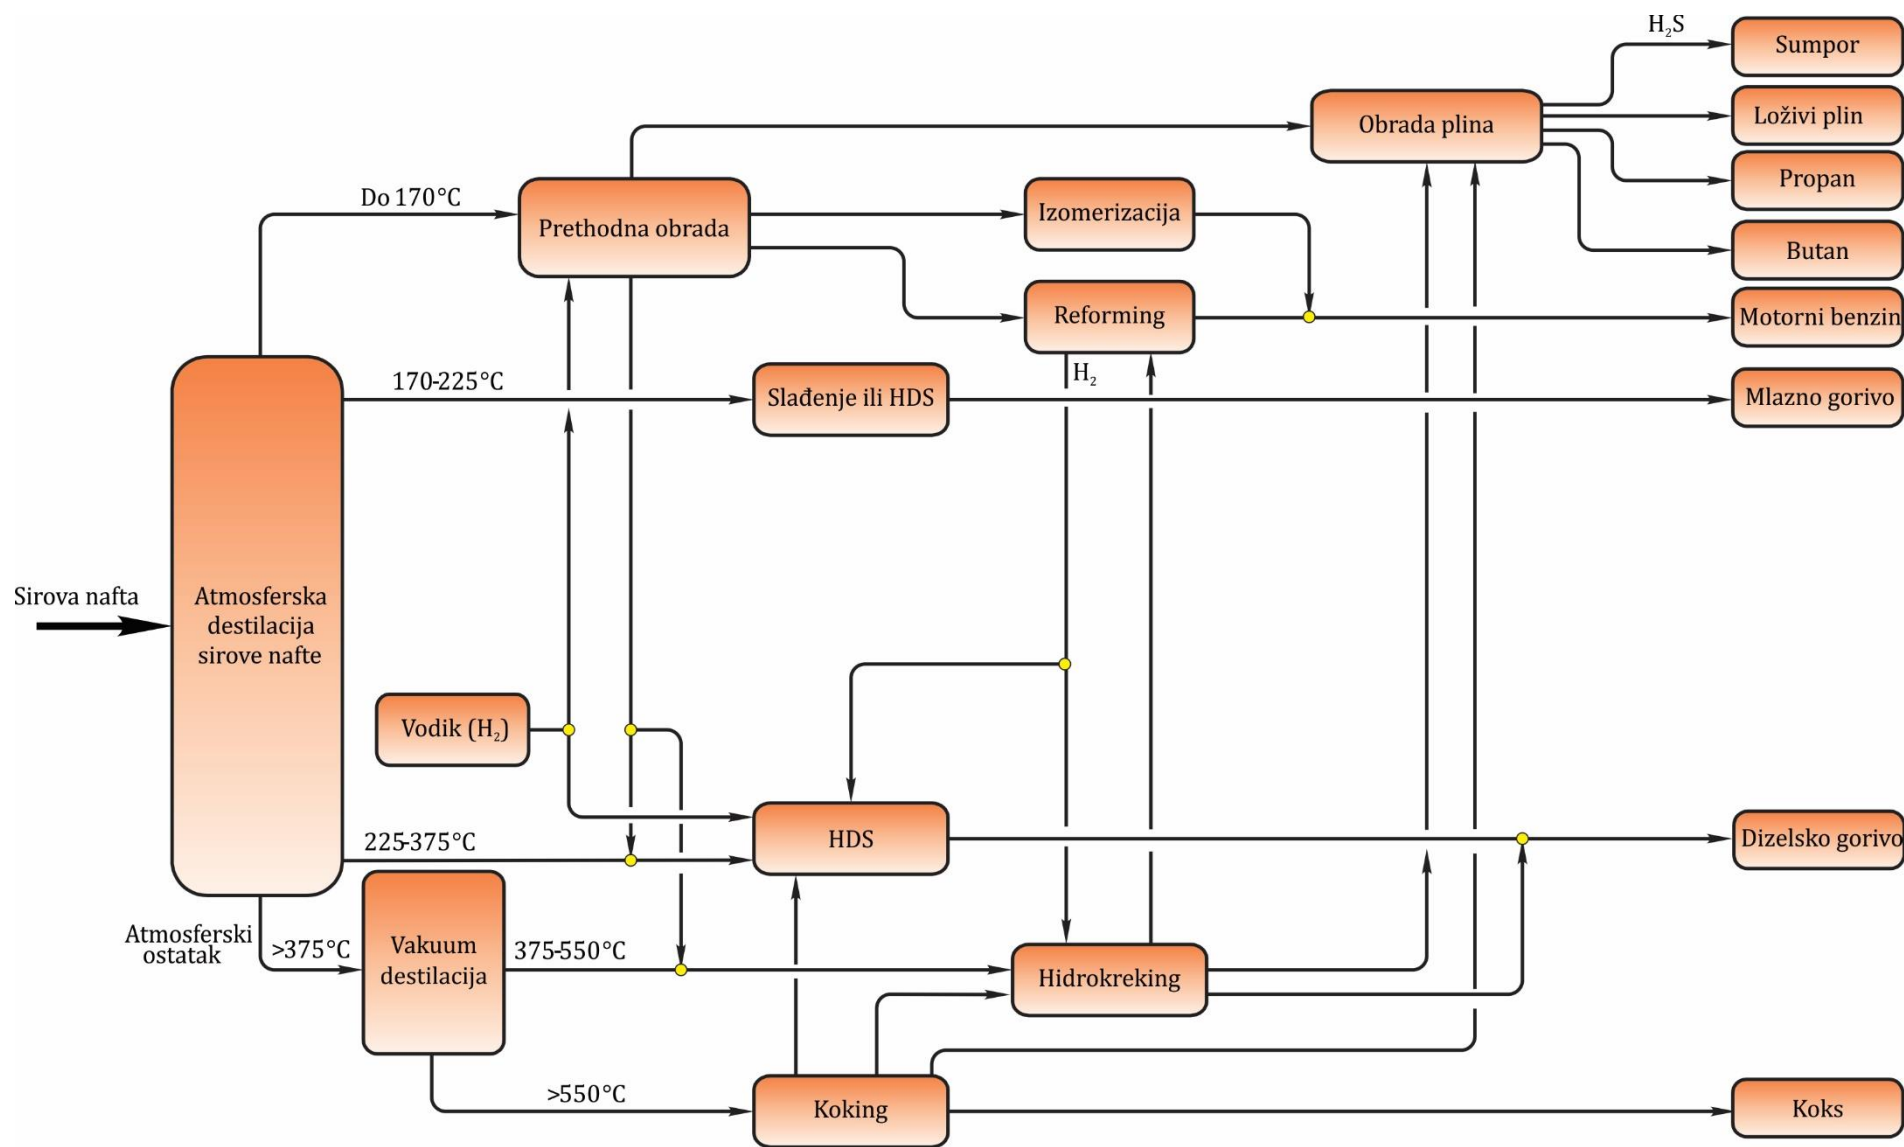 H₂S
Sumpor
Obrada plina
Loživi plin
Propan
Do 170°C
Prethodna obrada
Izomerizacija
Butan
Reforming
Motorni benzin
H₂
170-225°C
Slađenje ili HDS
Mlazno gorivo
Sirova nafta
Atmosferska
destilacija
sirove nafte
Vodik (H₂)
225-375°C
HDS
Dizelsko gorivo
Atmosferski
ostatak
>375°C
Vakuum
destilacija
375-550°C
Hidrokreking
>550°C
Koking
Koks